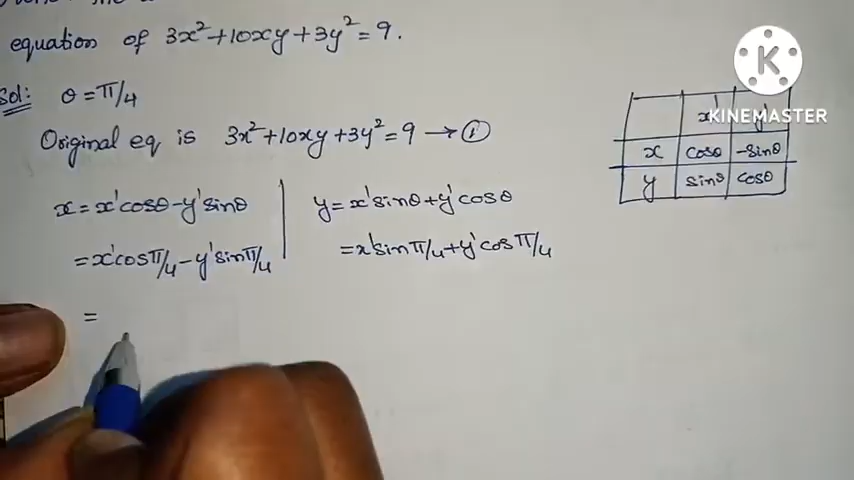 equation of 3x²+10xy+3y²=9.
Sol: θ=π/4
Original eq is 3x²+10xy+3y²=9 → ①
x=x'cosθ-y'sinθ
=x'cosπ/4-y'sinπ/4
=
y=x'sinθ+y'cosθ
=x'sinπ/4+y'cosπ/4
x' y'
x cosθ -sinθ
y sinθ cosθ
K
KINEMASTER